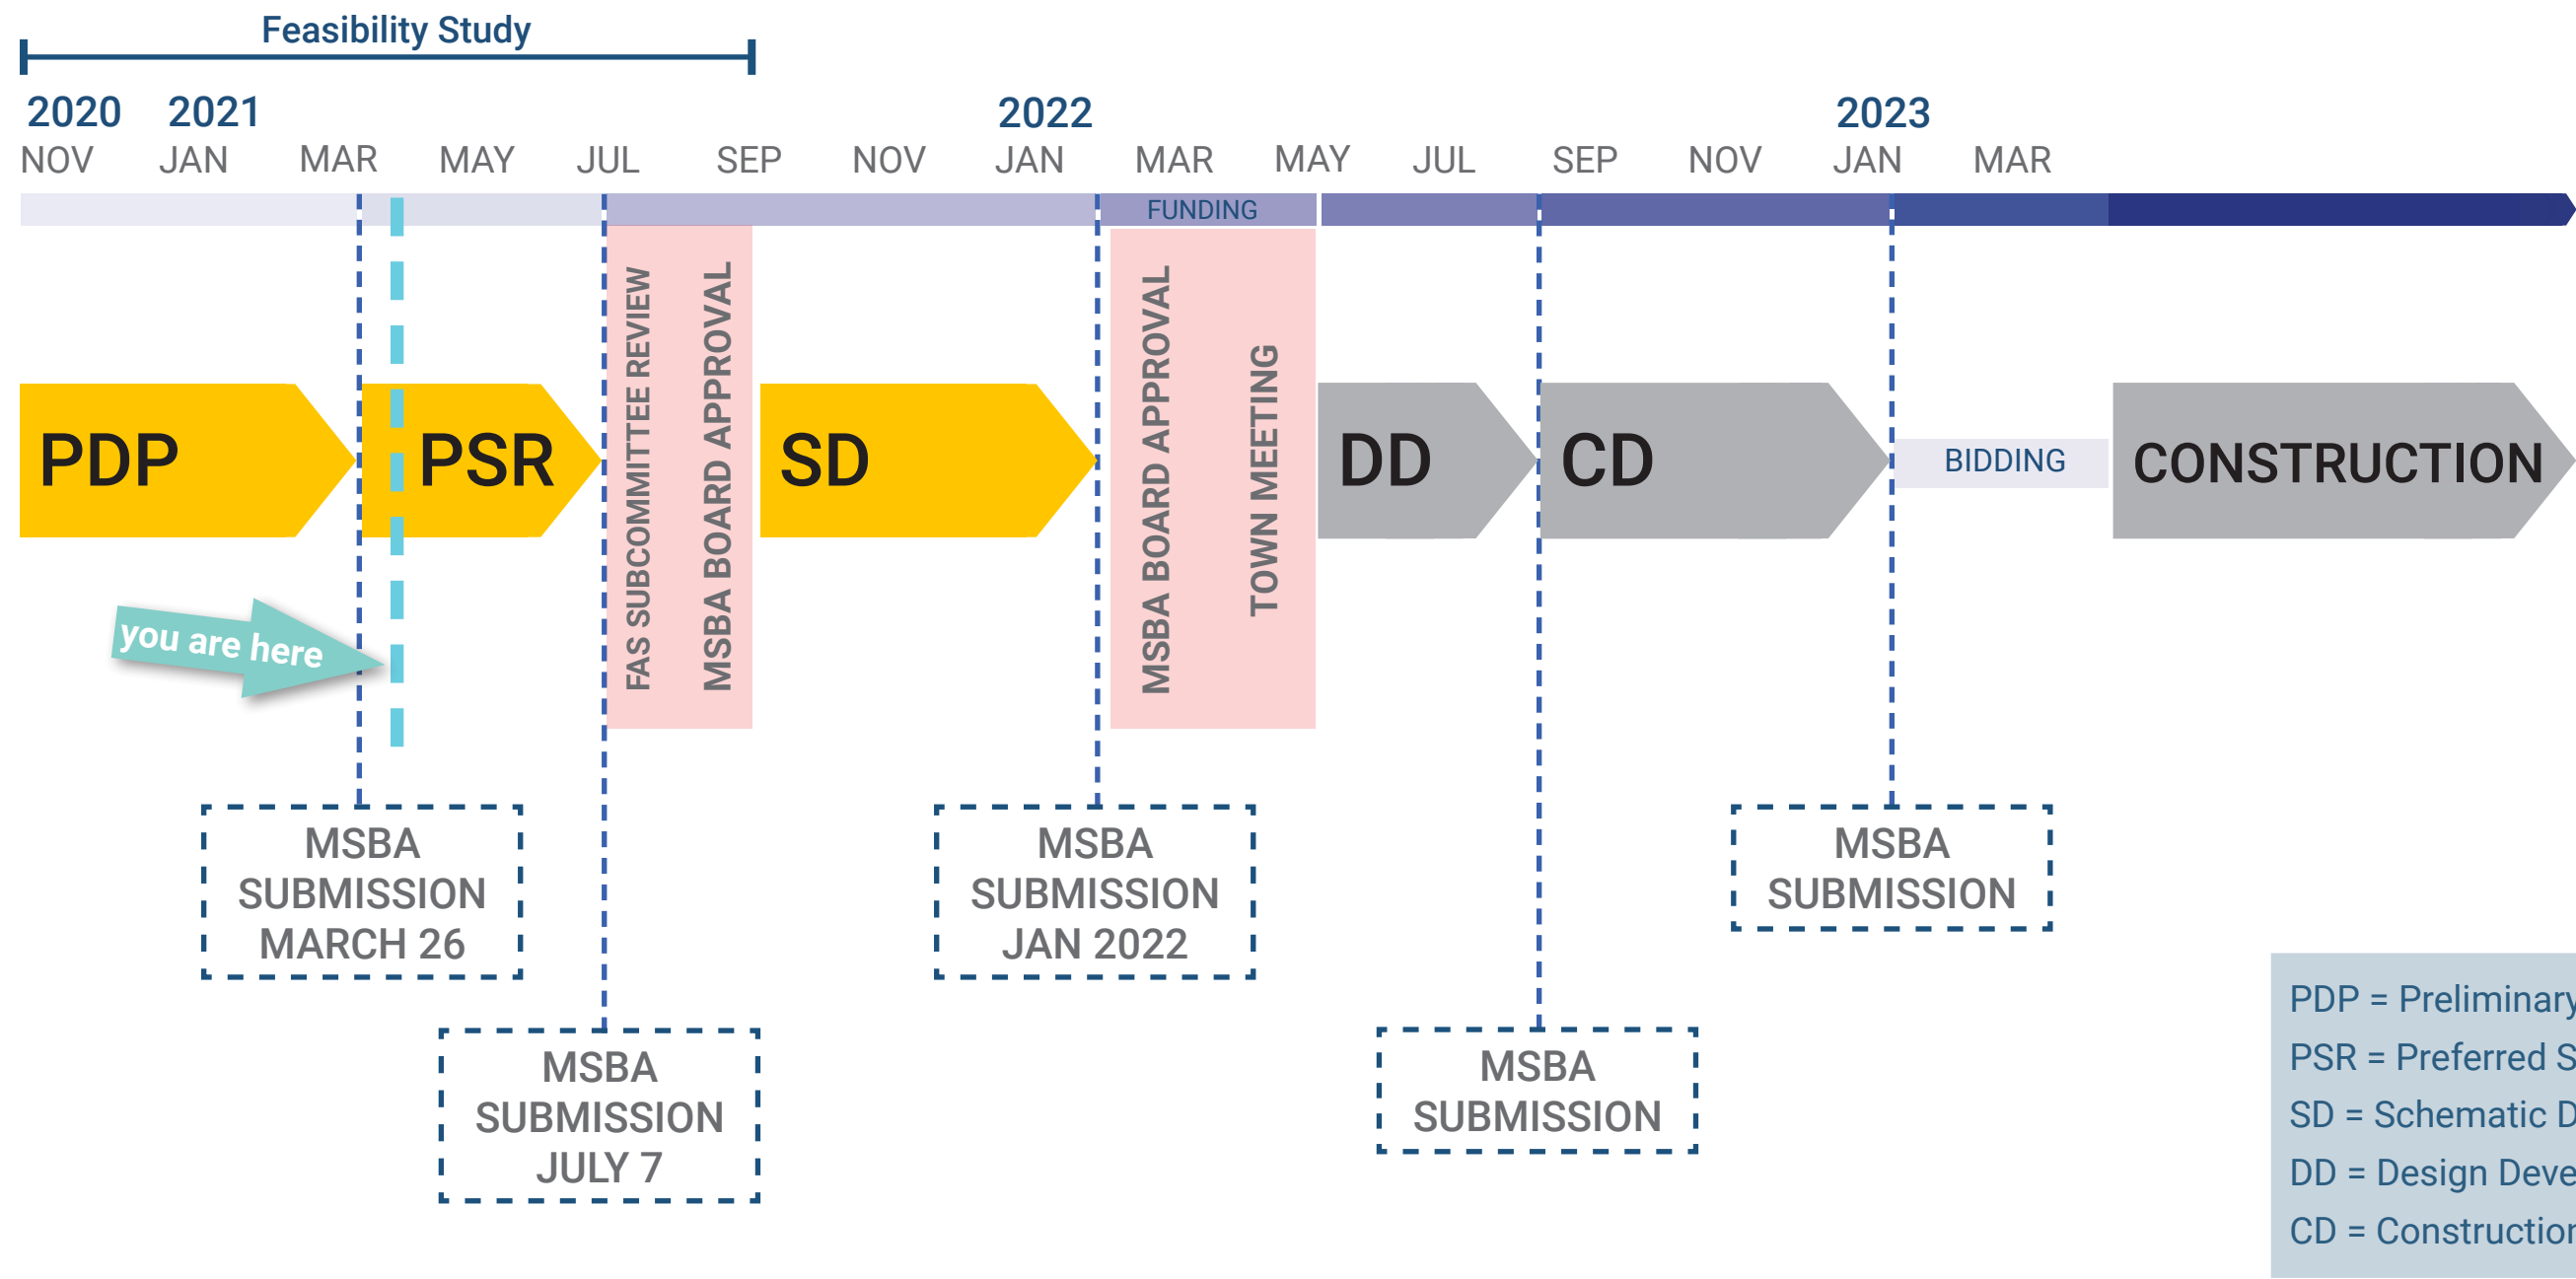 Feasibility Study
2020 2021 2022 2023
NOV JAN MAR MAY JUL SEP NOV JAN MAR MAY JUL SEP NOV JAN MAR
FUNDING
FAS SUBCOMMITTEE REVIEW
MSBA BOARD APPROVAL
MSBA BOARD APPROVAL
TOWN MEETING
PDP
PSR
SD
DD
CD
BIDDING
CONSTRUCTION
you are here
MSBA
SUBMISSION
MARCH 26
MSBA
SUBMISSION
JULY 7
MSBA
SUBMISSION
JAN 2022
MSBA
SUBMISSION
MSBA
SUBMISSION
PDP = Preliminary
PSR = Preferred S
SD = Schematic D
DD = Design Deve
CD = Construction